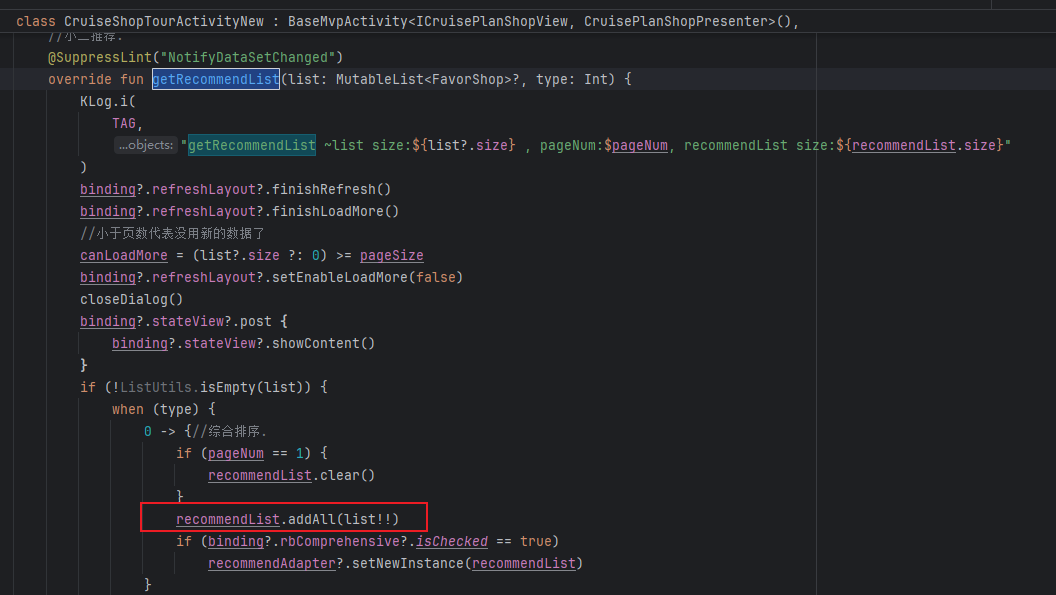 class CruiseShopTourActivityNew : BaseMvpActivity<ICruisePlanShopView, CruisePlanShopPresenter>(),
//小二推荐.
@SuppressLint("NotifyDataSetChanged")
override fun getRecommendList(list: MutableList<FavorShop>?, type: Int) {
KLog.i(
TAG,
...objects: "getRecommendList ~list size:${list?.size} , pageNum:$pageNum, recommendList size:${recommendList.size}"
)
binding?.refreshLayout?.finishRefresh()
binding?.refreshLayout?.finishLoadMore()
//小于页数代表没用新的数据了
canLoadMore = (list?.size ?: 0) >= pageSize
binding?.refreshLayout?.setEnableLoadMore(false)
closeDialog()
binding?.stateView?.post {
binding?.stateView?.showContent()
}
if (!ListUtils.isEmpty(list)) {
when (type) {
0 -> {//综合排序.
if (pageNum == 1) {
recommendList.clear()
}
recommendList.addAll(list!!)
if (binding?.rbComprehensive?.isChecked == true)
recommendAdapter?.setNewInstance(recommendList)
}